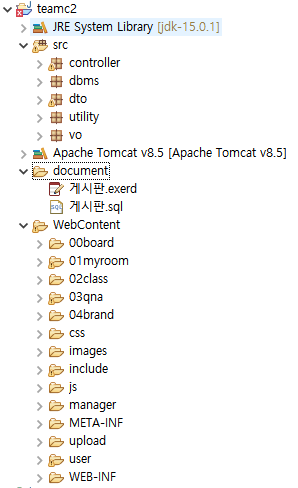 teamc2
JRE System Library [jdk-15.0.1]
src
controller
dbms
dto
utility
vo
Apache Tomcat v8.5 [Apache Tomcat v8.5]
document
게시판.exerd
게시판.sql
WebContent
00board
01myroom
02class
03qna
04brand
css
images
include
js
manager
META-INF
upload
user
WEB-INF